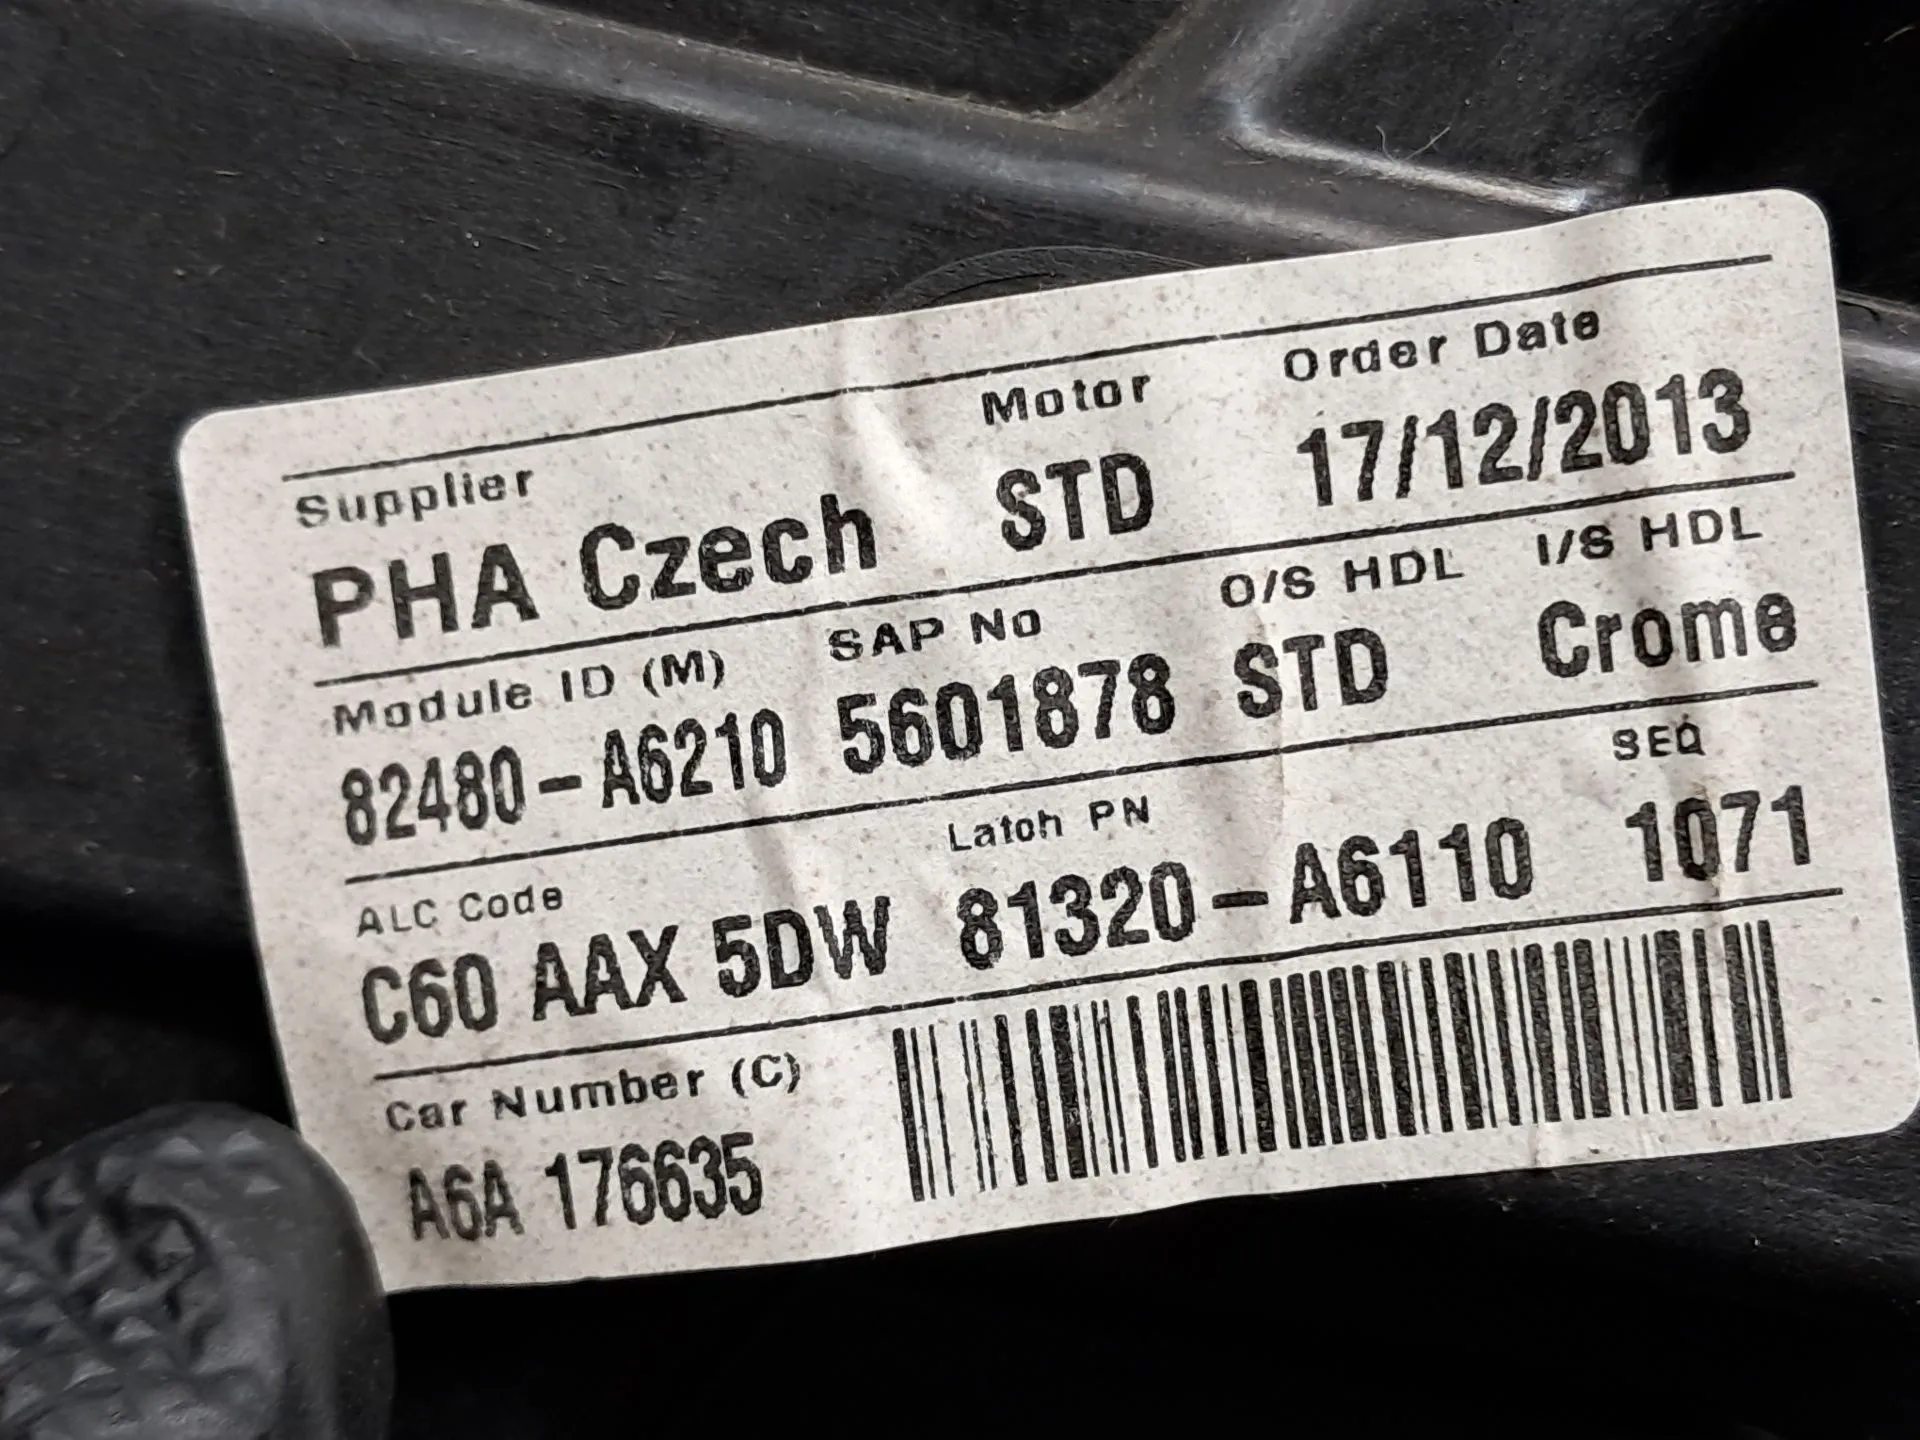 Supplier Motor Order Date
PHA Czech STD 17/12/2013
Module ID (M) SAP No O/S HDL I/S HDL
82480-A6210 5601878 STD Crome
ALC Code Latch PN SEQ
C60 AAX 5DW 81320-A6110 1071
Car Number (C)
A6A 176635